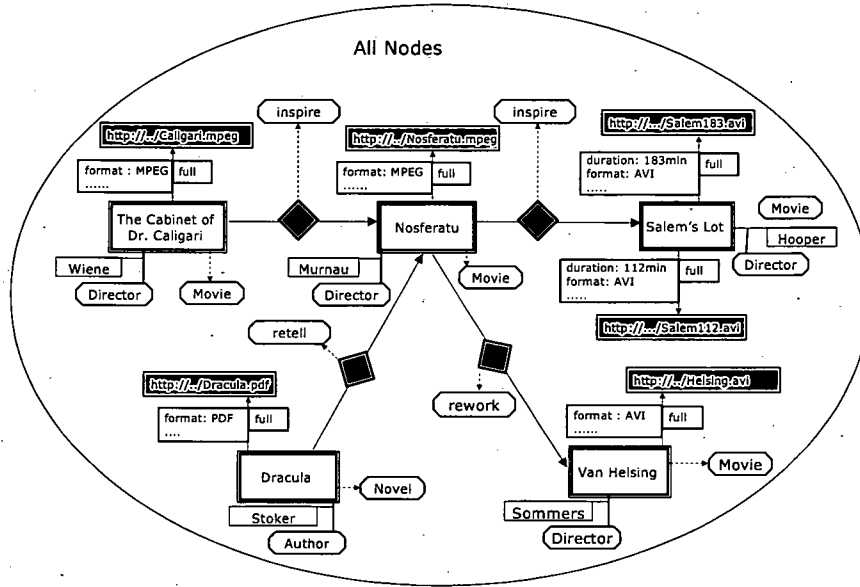 All Nodes
inspire
inspire
http://../Caligari.mpeg
http://../Nosferatu.mpeg
http://.../Salem183.avi
format : MPEG
......
full
format: MPEG
......
full
duration: 183min
format: AVI
.....
full
The Cabinet of
Dr. Caligari
Nosferatu
Salem's Lot
Movie
Hooper
Director
Wiene
Director
Movie
Murnau
Director
Movie
duration: 112min
format: AVI
.....
full
http://.../Salem112.avi
retell
rework
http://../Dracula.pdf
http://../Helsing.avi
format: PDF
....
full
format : AVI
......
full
Dracula
Novel
Stoker
Author
Van Helsing
Movie
Sommers
Director